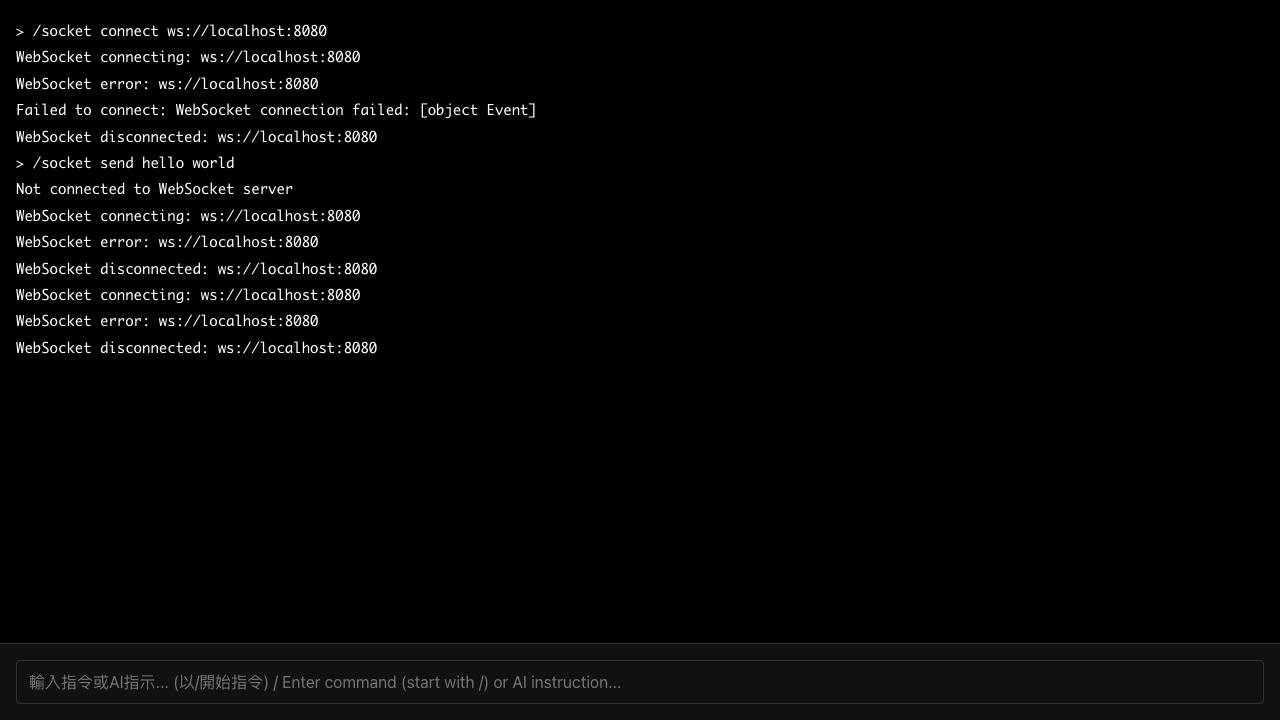 > /socket connect ws://localhost:8080
WebSocket connecting: ws://localhost:8080
WebSocket error: ws://localhost:8080
Failed to connect: WebSocket connection failed: [object Event]
WebSocket disconnected: ws://localhost:8080
> /socket send hello world
Not connected to WebSocket server
WebSocket connecting: ws://localhost:8080
WebSocket error: ws://localhost:8080
WebSocket disconnected: ws://localhost:8080
WebSocket connecting: ws://localhost:8080
WebSocket error: ws://localhost:8080
WebSocket disconnected: ws://localhost:8080
輸入指令或AI指示... (以/開始指令) / Enter command (start with /) or AI instruction...